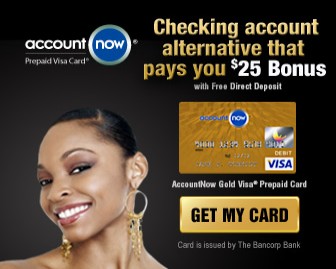 account now
Prepaid Visa Card®
Checking account
alternative that
pays you $25 Bonus
with Free Direct Deposit
account now
DEBIT
VISA
AccountNow Gold Visa® Prepaid Card
GET MY CARD
Card is issued by The Bancorp Bank